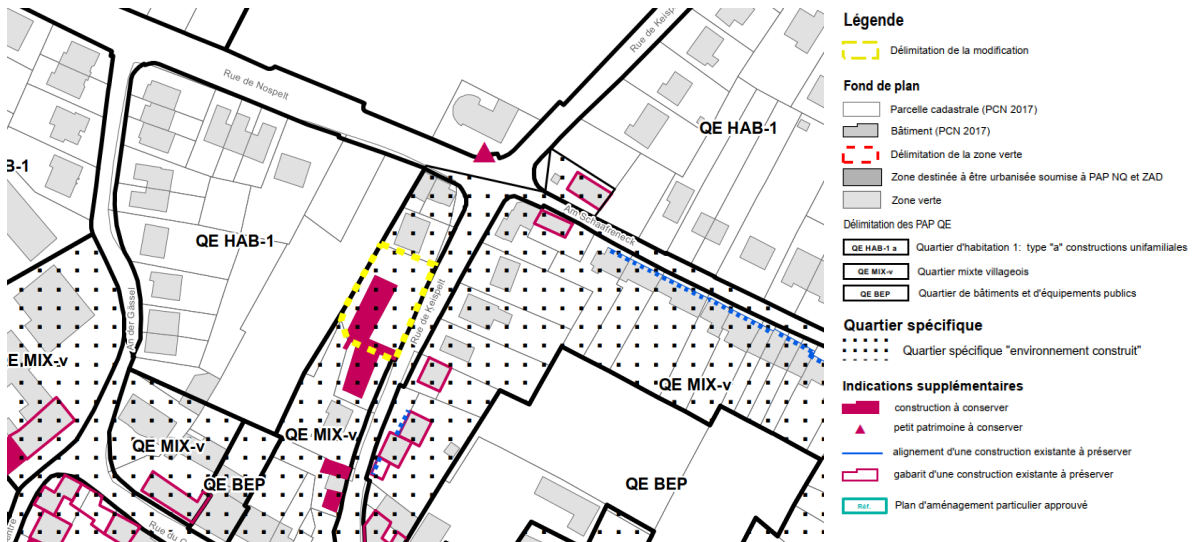 Rue de Nospelt
Rue de Keispelt
QE HAB-1
B-1
Am Schaafreneck
QE HAB-1
An der Gässel
Rue de Keispelt
QE MIX-v
QE MIX-v
QE MIX-v
QE MIX-v
QE BEP
QE BEP
Rue du
entre
Légende
Délimitation de la modification
Fond de plan
Parcelle cadastrale (PCN 2017)
Bâtiment (PCN 2017)
Délimitation de la zone verte
Zone destinée à être urbanisée soumise à PAP NQ et ZAD
Zone verte
Délimitation des PAP QE
QE HAB-1 a Quartier d'habitation 1: type "a" constructions unifamiliales
QE MIX-v Quartier mixte villageois
QE BEP Quartier de bâtiments et d'équipements publics
Quartier spécifique
Quartier spécifique "environnement construit"
Indications supplémentaires
construction à conserver
petit patrimoine à conserver
alignement d'une construction existante à préserver
gabarit d'une construction existante à préserver
Réf. Plan d'aménagement particulier approuvé